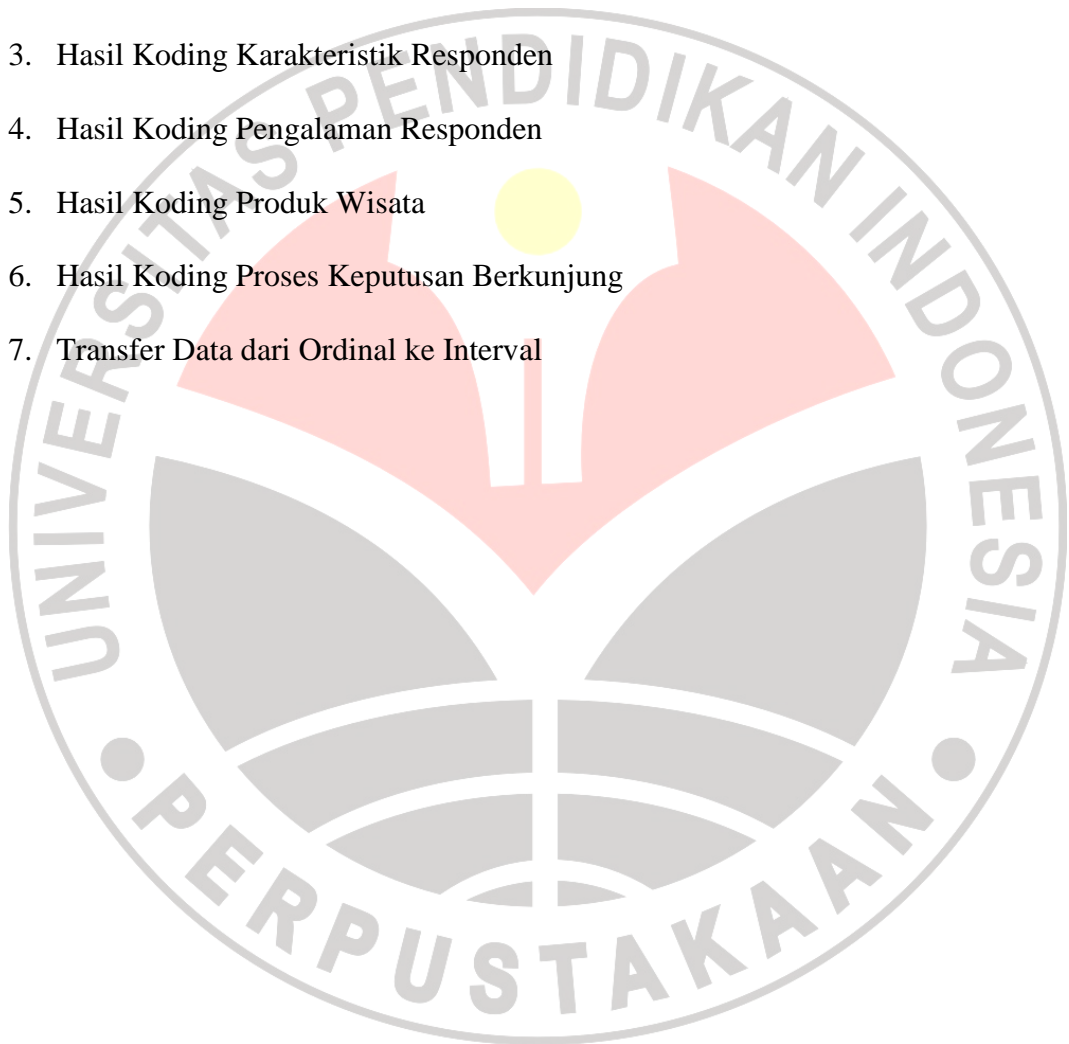 3. Hasil Koding Karakteristik Responden
4. Hasil Koding Pengalaman Responden
5. Hasil Koding Produk Wisata
6. Hasil Koding Proses Keputusan Berkunjung
7. Transfer Data dari Ordinal ke Interval
UNIVERSITAS PENDIDIKAN INDONESIA
PERPUSTAKAAN